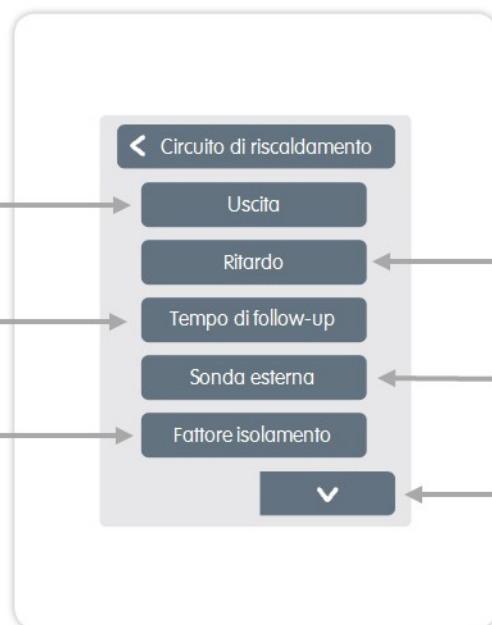 Circuito di riscaldamento
Uscita
Ritardo
Tempo di follow-up
Sonda esterna
Fattore isolamento